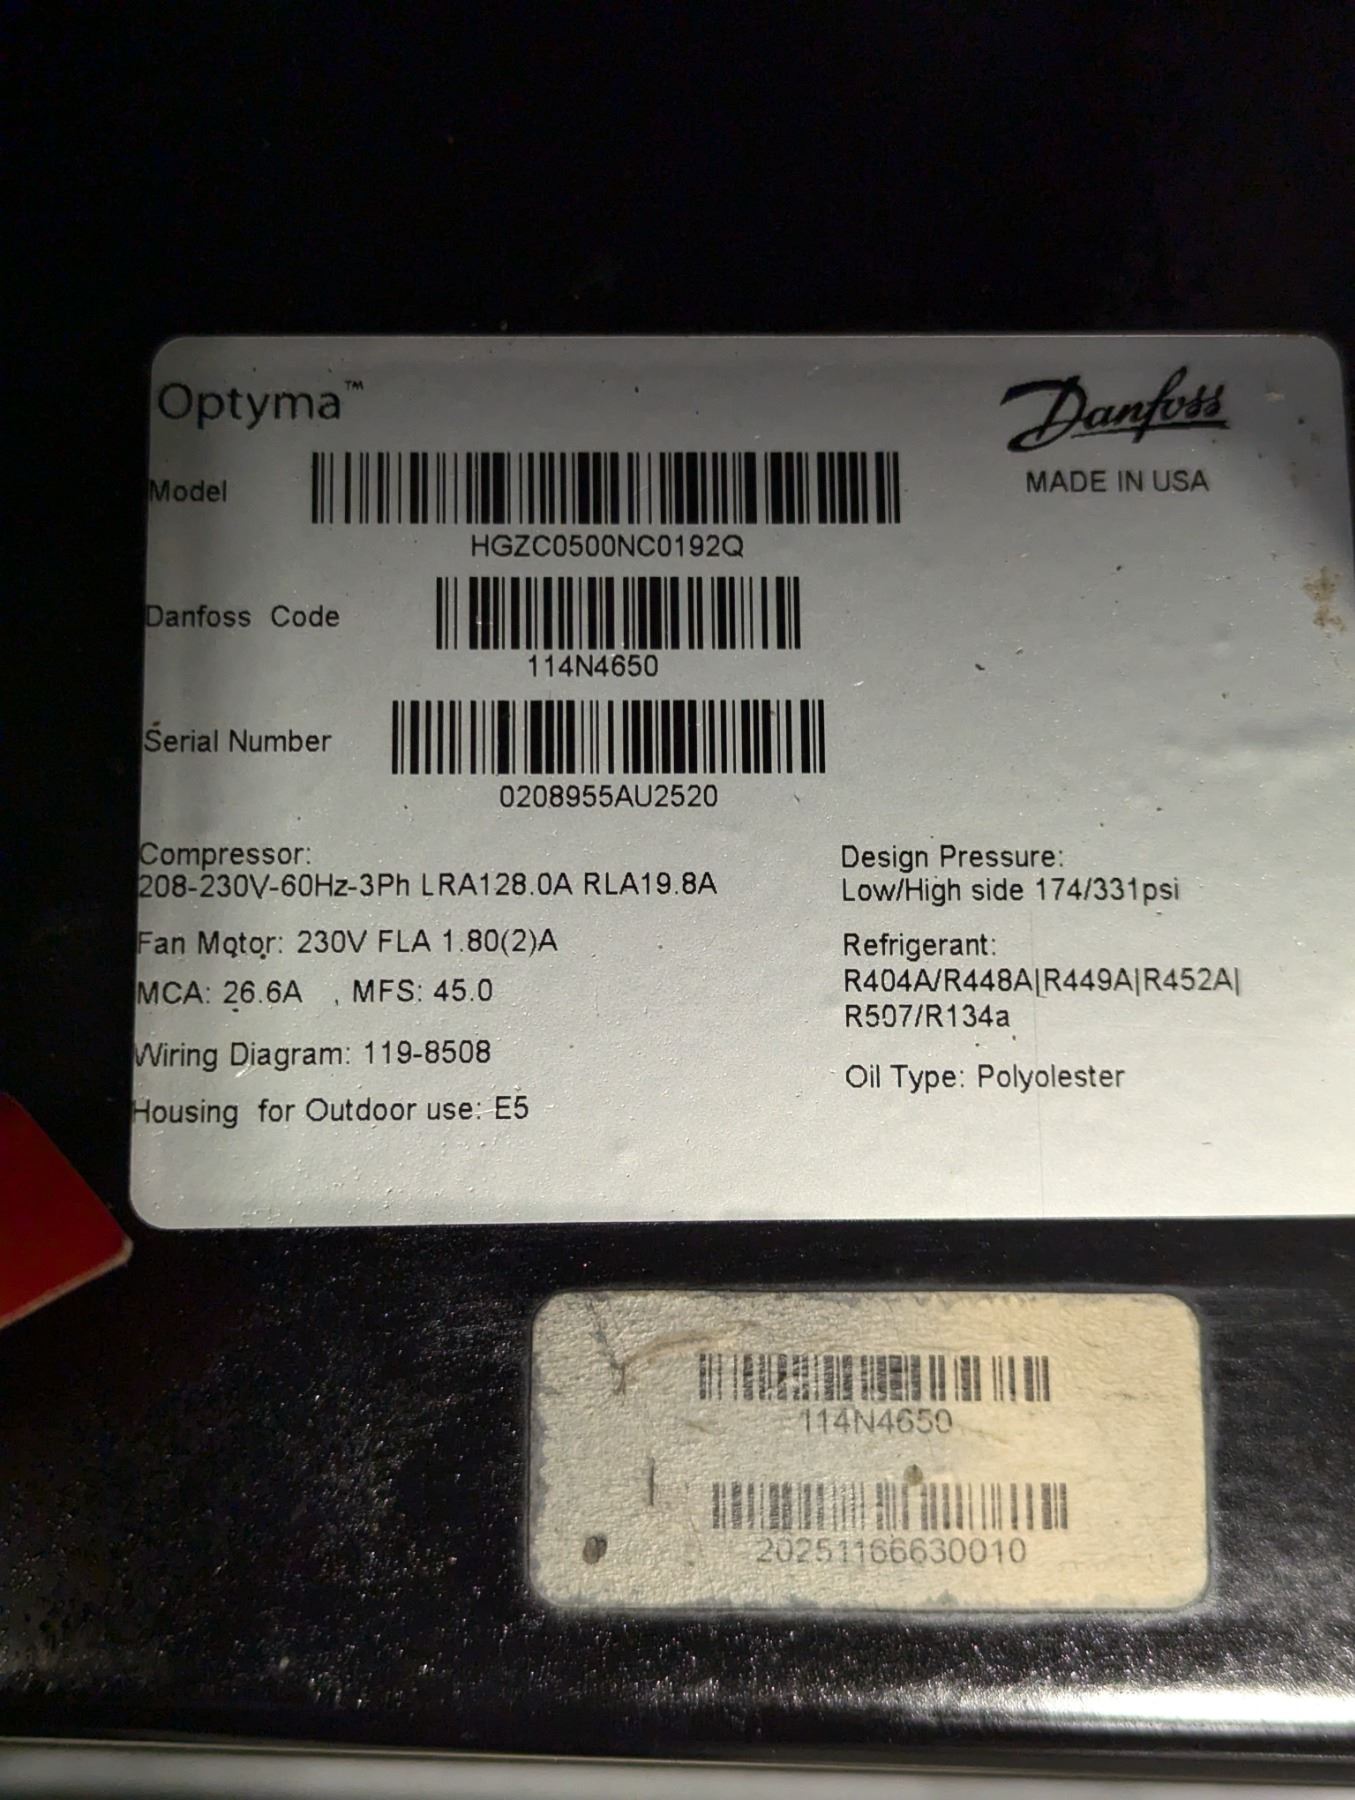 Optyma™
Danfoss
MADE IN USA
Model
HGZC0500NC0192Q
Danfoss Code
114N4650
Serial Number
0208955AU2520
Compressor:
208-230V-60Hz-3Ph LRA128.0A RLA19.8A
Fan Motor: 230V FLA 1.80(2)A
MCA: 26.6A , MFS: 45.0
Wiring Diagram: 119-8508
Housing for Outdoor use: E5
Design Pressure:
Low/High side 174/331psi
Refrigerant:
R404A/R448A|R449A|R452A|
R507/R134a
Oil Type: Polyolester
114N4650
20251166630010